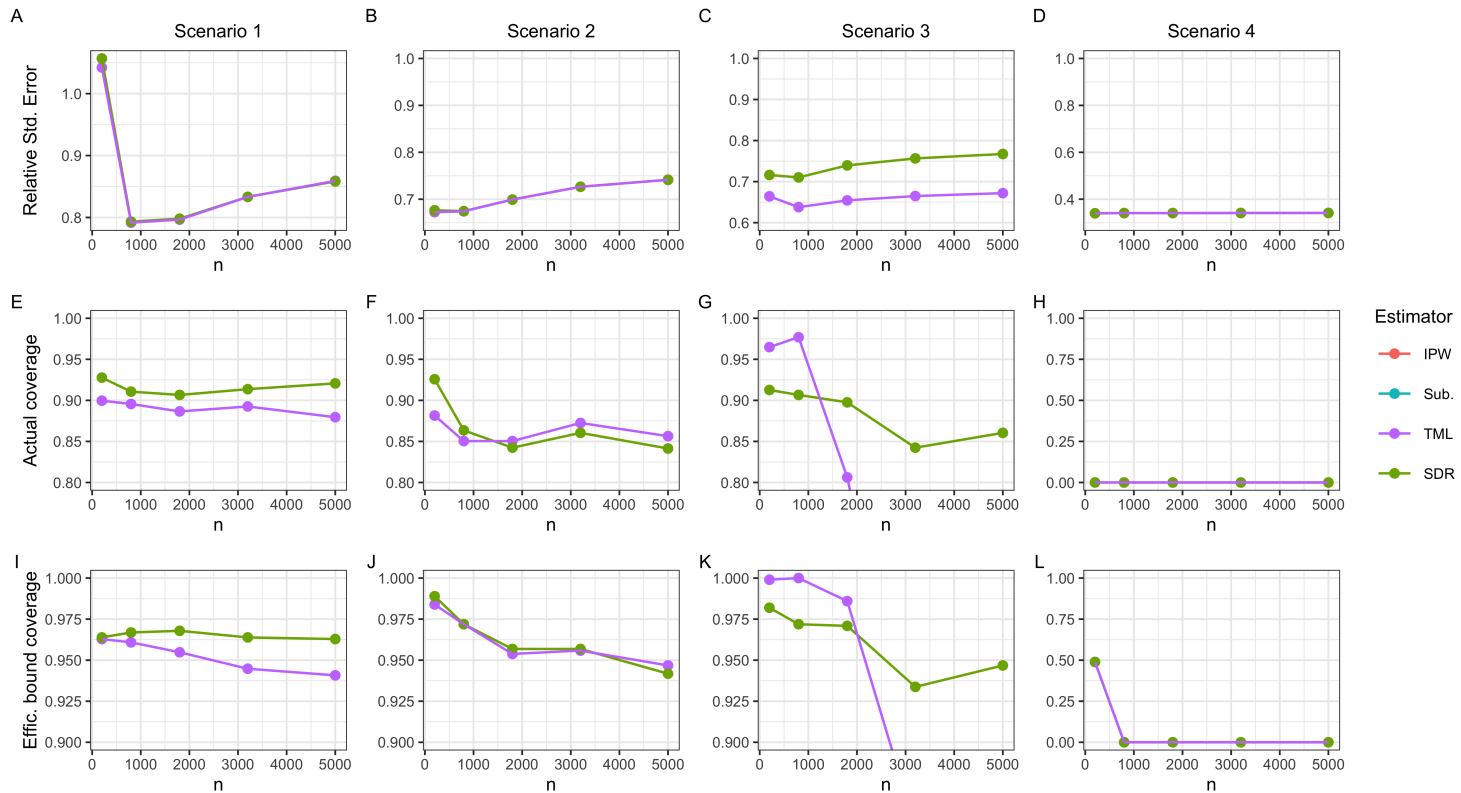 A B C D
Scenario 1 Scenario 2 Scenario 3 Scenario 4
Relative Std. Error
1.0 0.9 0.8
0 1000 2000 3000 4000 5000
n
1.0 0.9 0.8 0.7
0 1000 2000 3000 4000 5000
n
1.0 0.9 0.8 0.7 0.6
0 1000 2000 3000 4000 5000
n
1.0 0.8 0.6 0.4
0 1000 2000 3000 4000 5000
n
E F G H
Actual coverage
1.00 0.95 0.90 0.85 0.80
0 1000 2000 3000 4000 5000
n
1.00 0.95 0.90 0.85 0.80
0 1000 2000 3000 4000 5000
n
1.00 0.95 0.90 0.85 0.80
0 1000 2000 3000 4000 5000
n
1.00 0.75 0.50 0.25 0.00
0 1000 2000 3000 4000 5000
n
Estimator
IPW
Sub.
TML
SDR
I J K L
Effic. bound coverage
1.000 0.975 0.950 0.925 0.900
0 1000 2000 3000 4000 5000
n
1.000 0.975 0.950 0.925 0.900
0 1000 2000 3000 4000 5000
n
1.000 0.975 0.950 0.925 0.900
0 1000 2000 3000 4000 5000
n
1.00 0.75 0.50 0.25 0.00
0 1000 2000 3000 4000 5000
n